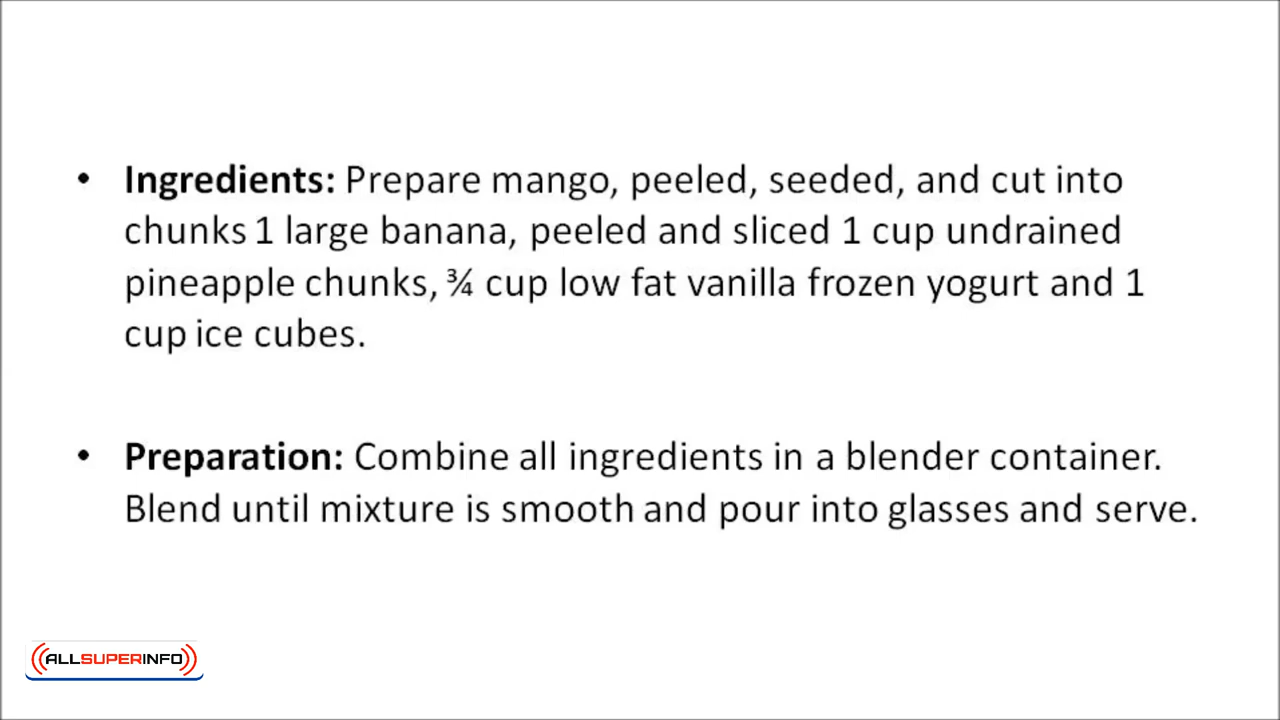 • Ingredients: Prepare mango, peeled, seeded, and cut into
chunks 1 large banana, peeled and sliced 1 cup undrained
pineapple chunks, ¾ cup low fat vanilla frozen yogurt and 1
cup ice cubes.
• Preparation: Combine all ingredients in a blender container.
Blend until mixture is smooth and pour into glasses and serve.
ALLSUPERINFO